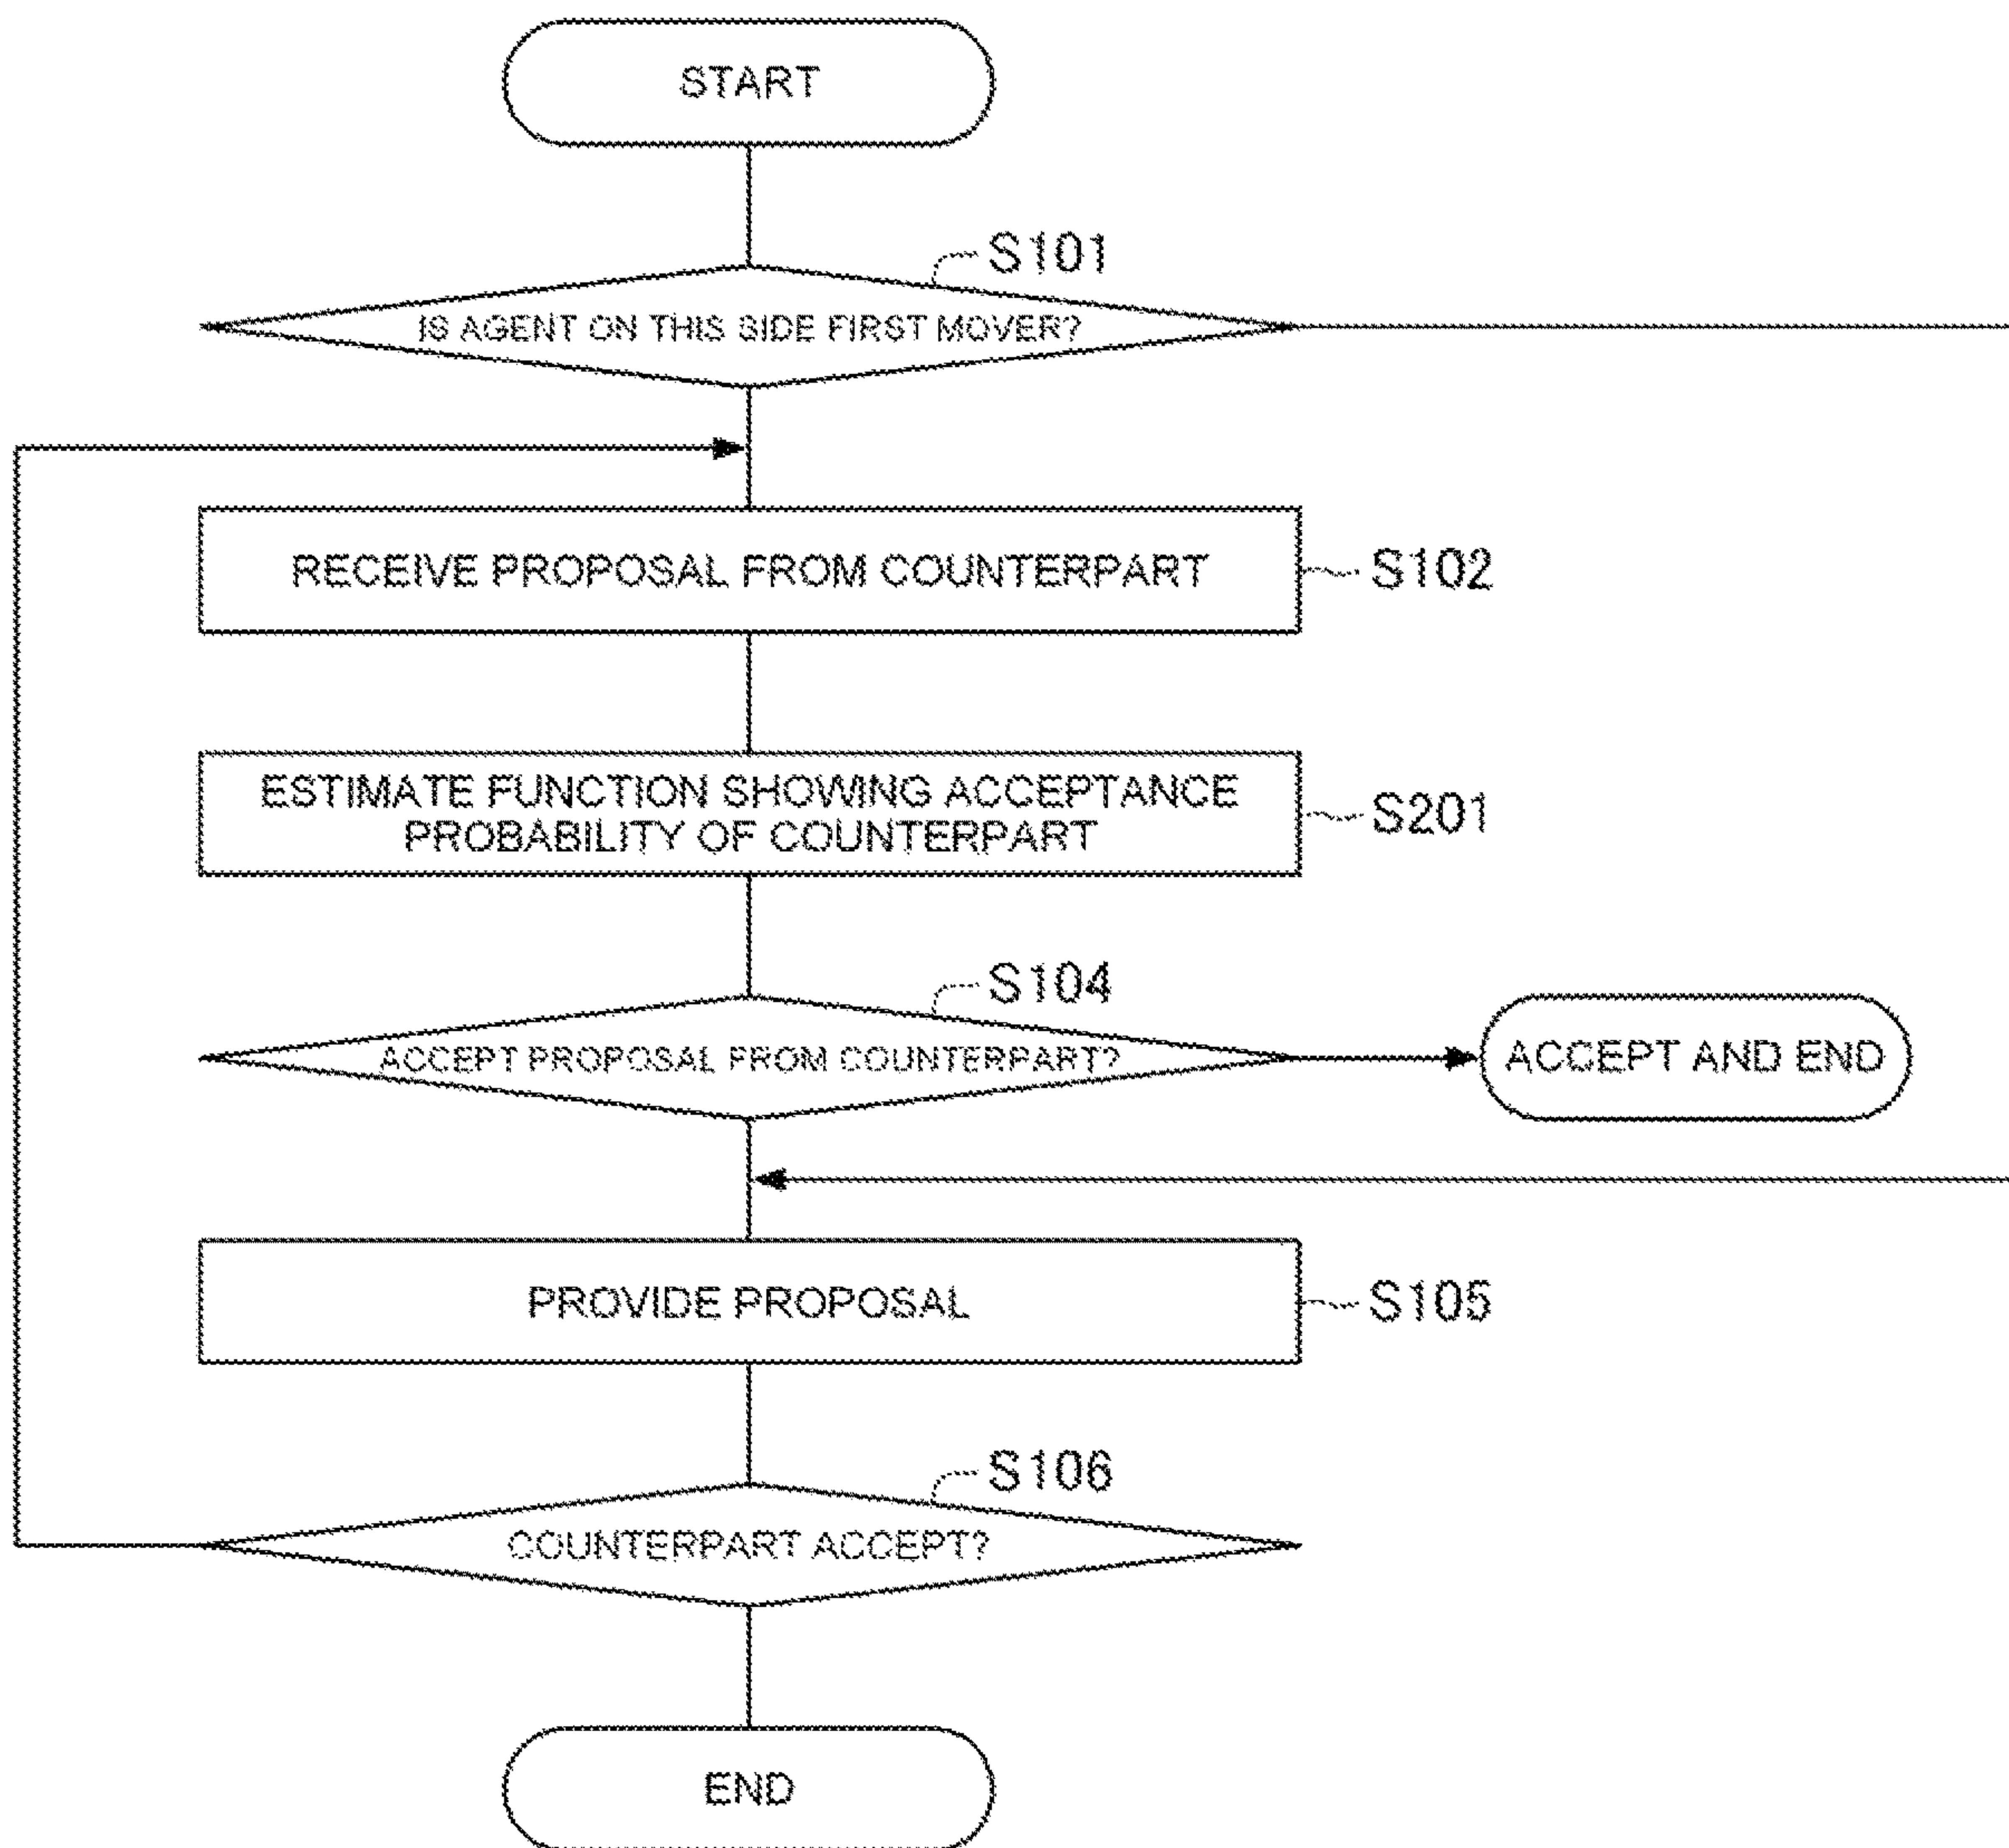 START
S101
IS AGENT ON THIS SIDE FIRST MOVER?
RECEIVE PROPOSAL FROM COUNTERPART
S102
ESTIMATE FUNCTION SHOWING ACCEPTANCE
PROBABILITY OF COUNTERPART
S201
S104
ACCEPT PROPOSAL FROM COUNTERPART?
ACCEPT AND END
PROVIDE PROPOSAL
S105
S106
COUNTERPART ACCEPT?
END